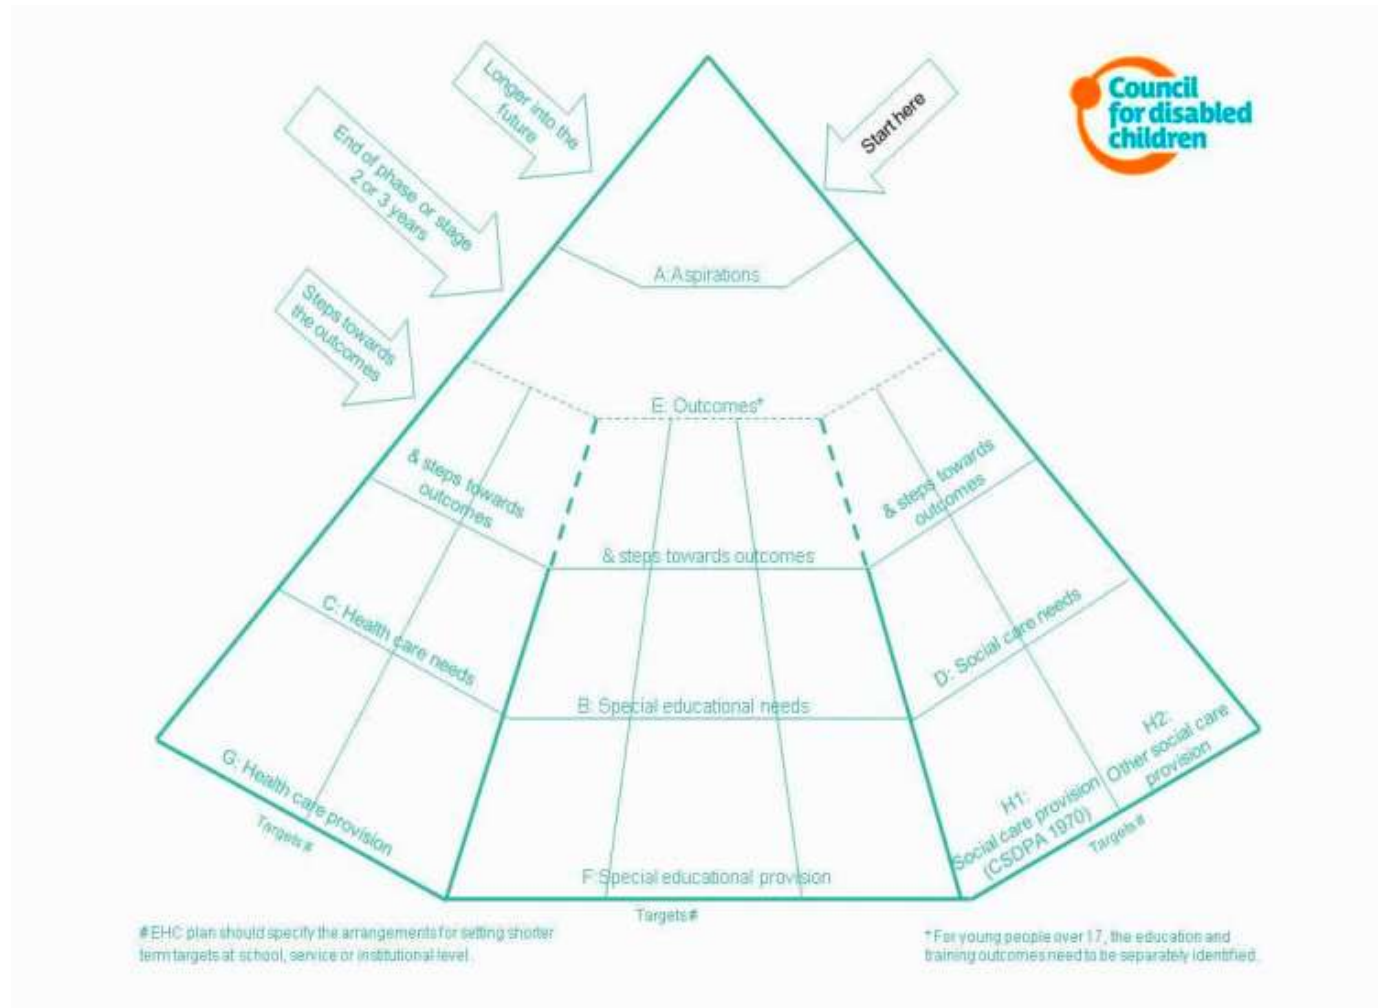 Longer into the
future
Start here
Council
for disabled
children
End of phase or stage
2 or 3 years
A:Aspirations
Steps towards
the outcomes
E: Outcomes*
& steps towards
outcomes
& steps towards outcomes
& steps towards
outcomes
C: Health care needs
B: Special educational needs
D: Social care needs
G: Health care provision
Targets #
F:Special educational provision
Targets#
H1:
Social care provision
(CSDPA 1970)
H2:
Other social care
provision
Targets#
# EHC plan should specify the arrangements for setting shorter
term targets at school, service or institutional level.
* For young people over 17, the education and
training outcomes need to be separately identified.